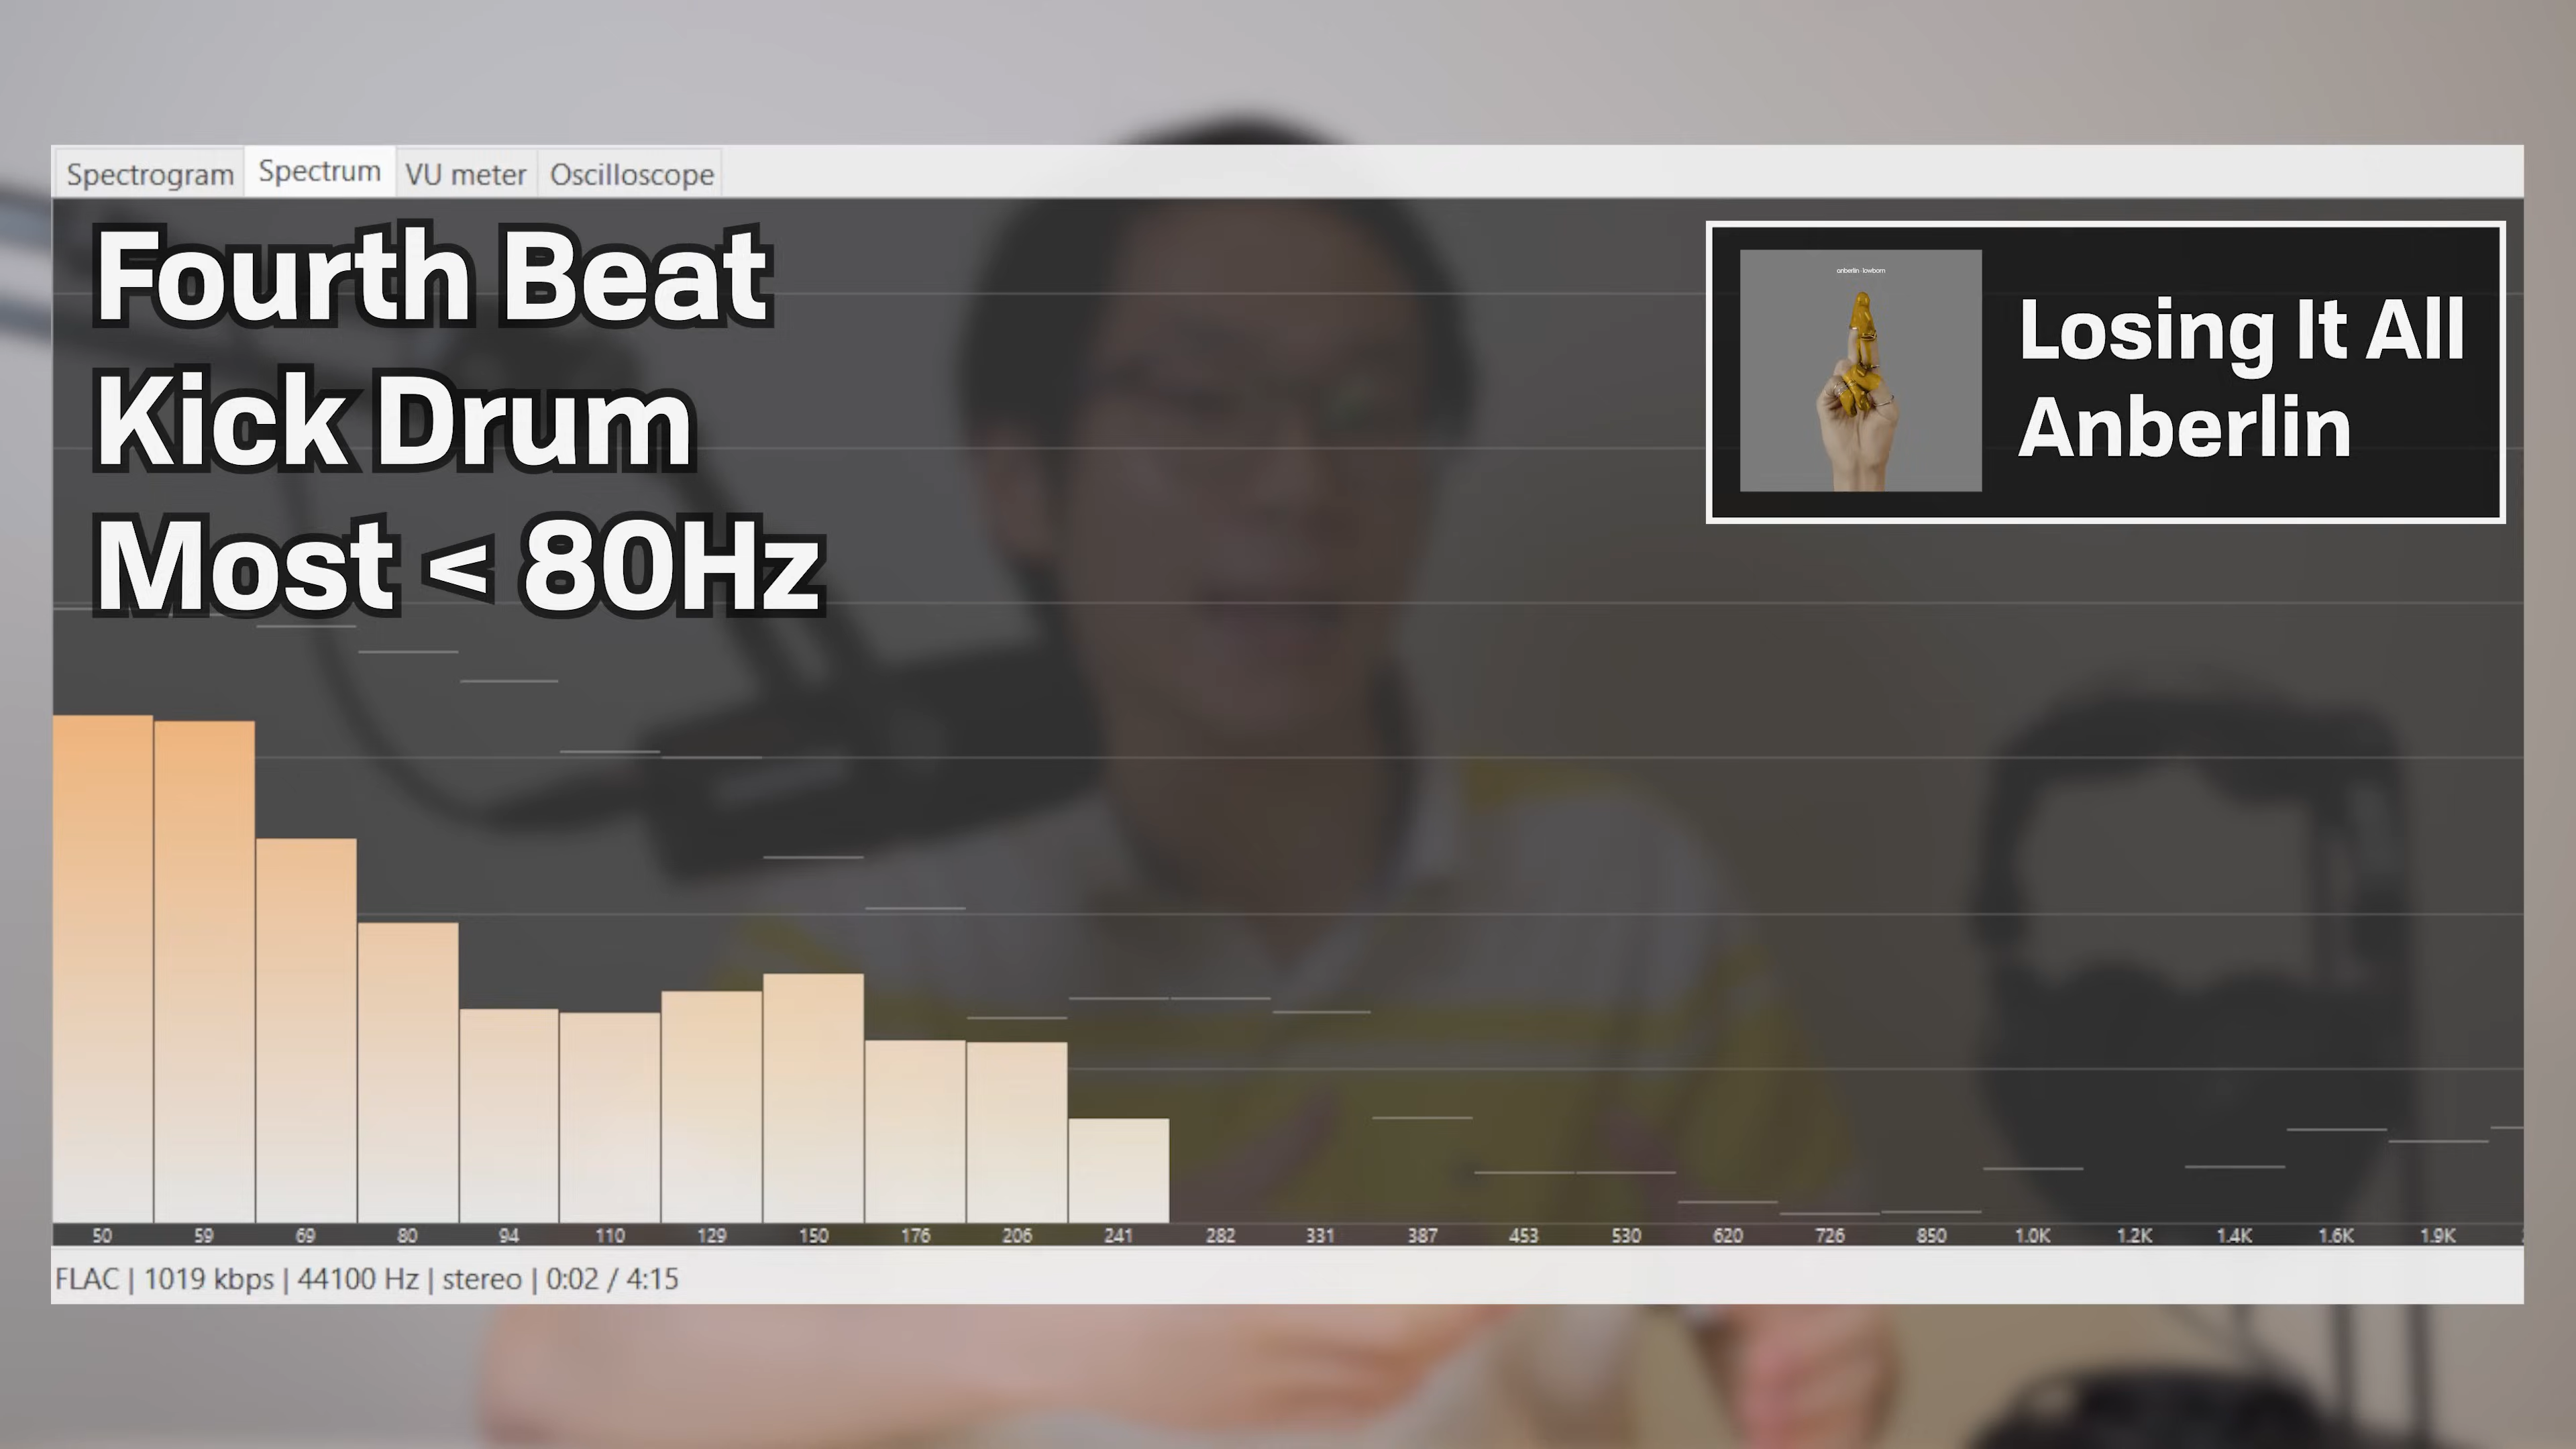 Spectrogram Spectrum VU meter Oscilloscope
Fourth Beat
Kick Drum
Most < 80Hz
anberlin · lowborn
Losing It All
Anberlin
50 59 69 80 94 110 129 150 176 206 241 282 331 387 453 530 620 726 850 1.0K 1.2K 1.4K 1.6K 1.9K
FLAC | 1019 kbps | 44100 Hz | stereo | 0:02 / 4:15